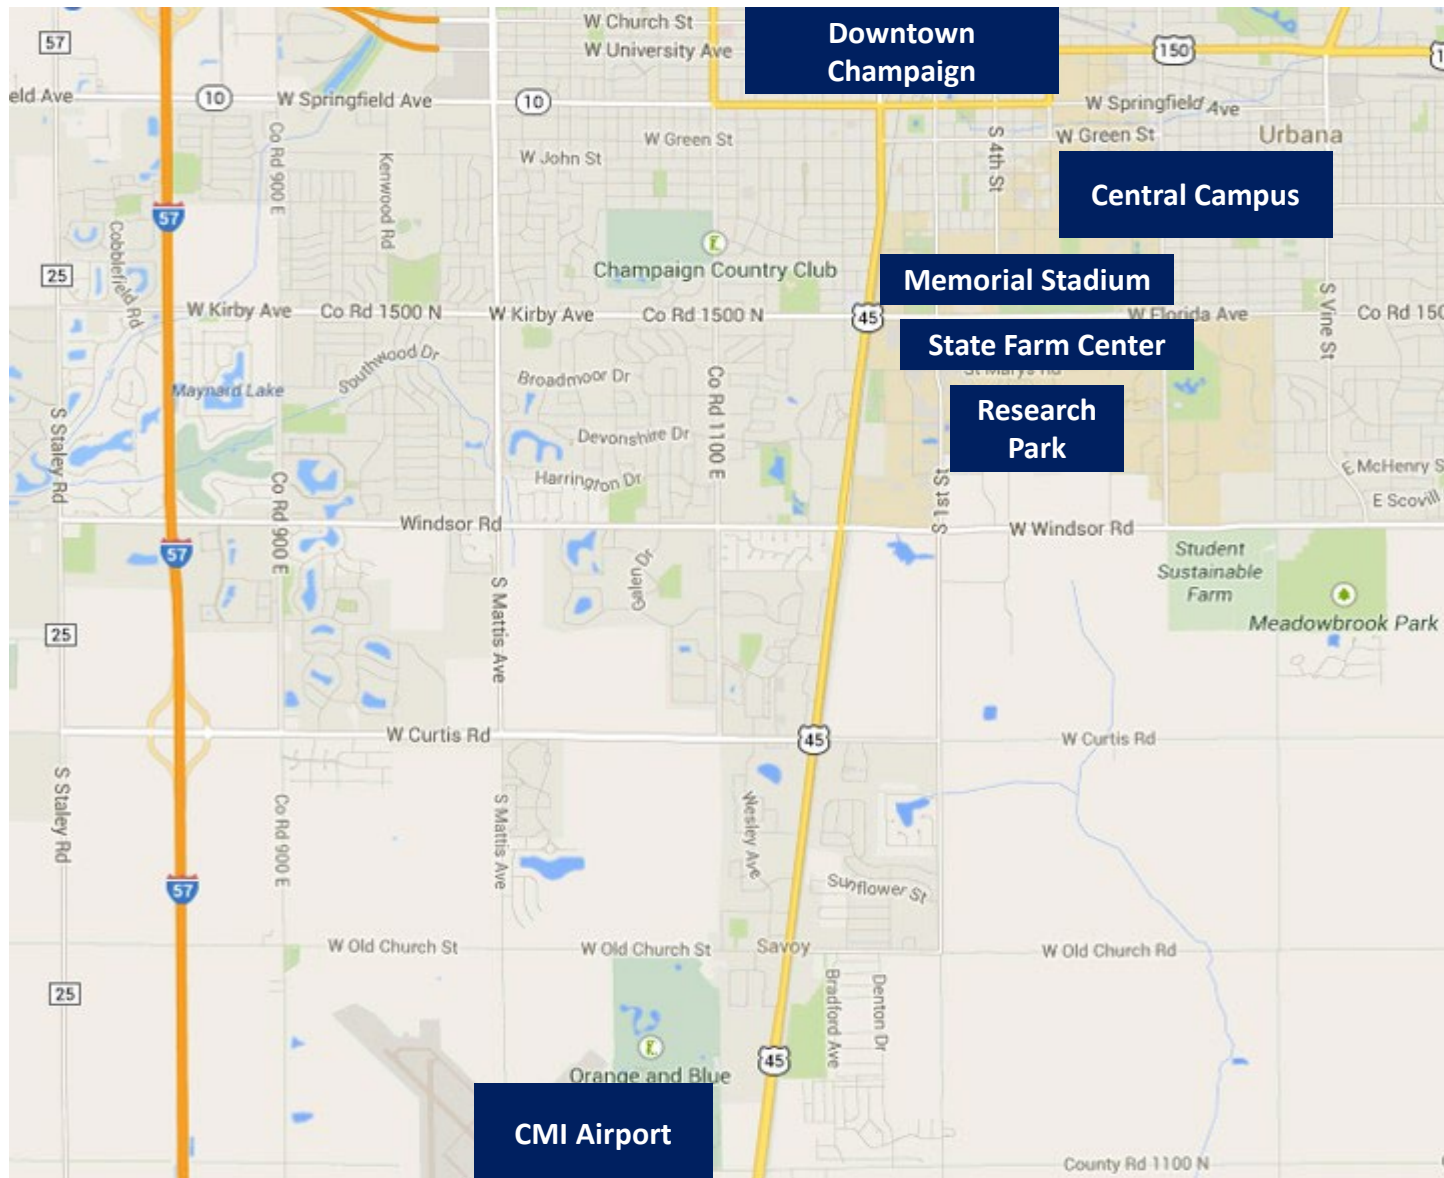 W Church St
W University Ave
Downtown
Champaign
57
150
eld Ave
10
W Springfield Ave
10
W Springfield Ave
W Green St
W Green St
Urbana
W John St
S 4th St
Co Rd 900 E
Kenwood Rd
Central Campus
57
Cobblefield Rd
25
Champaign Country Club
Memorial Stadium
W Kirby Ave
Co Rd 1500 N
W Kirby Ave
Co Rd 1500 N
45
W Florida Ave
S Vine St
Co Rd 150
State Farm Center
Southwood Dr
Maynard Lake
Broadmoor Dr
Co Rd 1100 E
St Marys Rd
Research
Park
S Staley Rd
Devonshire Dr
Harrington Dr
Co Rd 900 E
S 1st St
E McHenry S
E Scovill
Windsor Rd
W Windsor Rd
57
Galen Dr
S Mattis Ave
Student
Sustainable
Farm
Meadowbrook Park
25
W Curtis Rd
45
W Curtis Rd
S Staley Rd
Co Rd 900 E
S Mattis Ave
Wesley Ave
57
Sunflower St
W Old Church St
W Old Church St
Savoy
W Old Church Rd
25
Bradford Ave
Denton Dr
45
Orange and Blue
CMI Airport
County Rd 1100 N